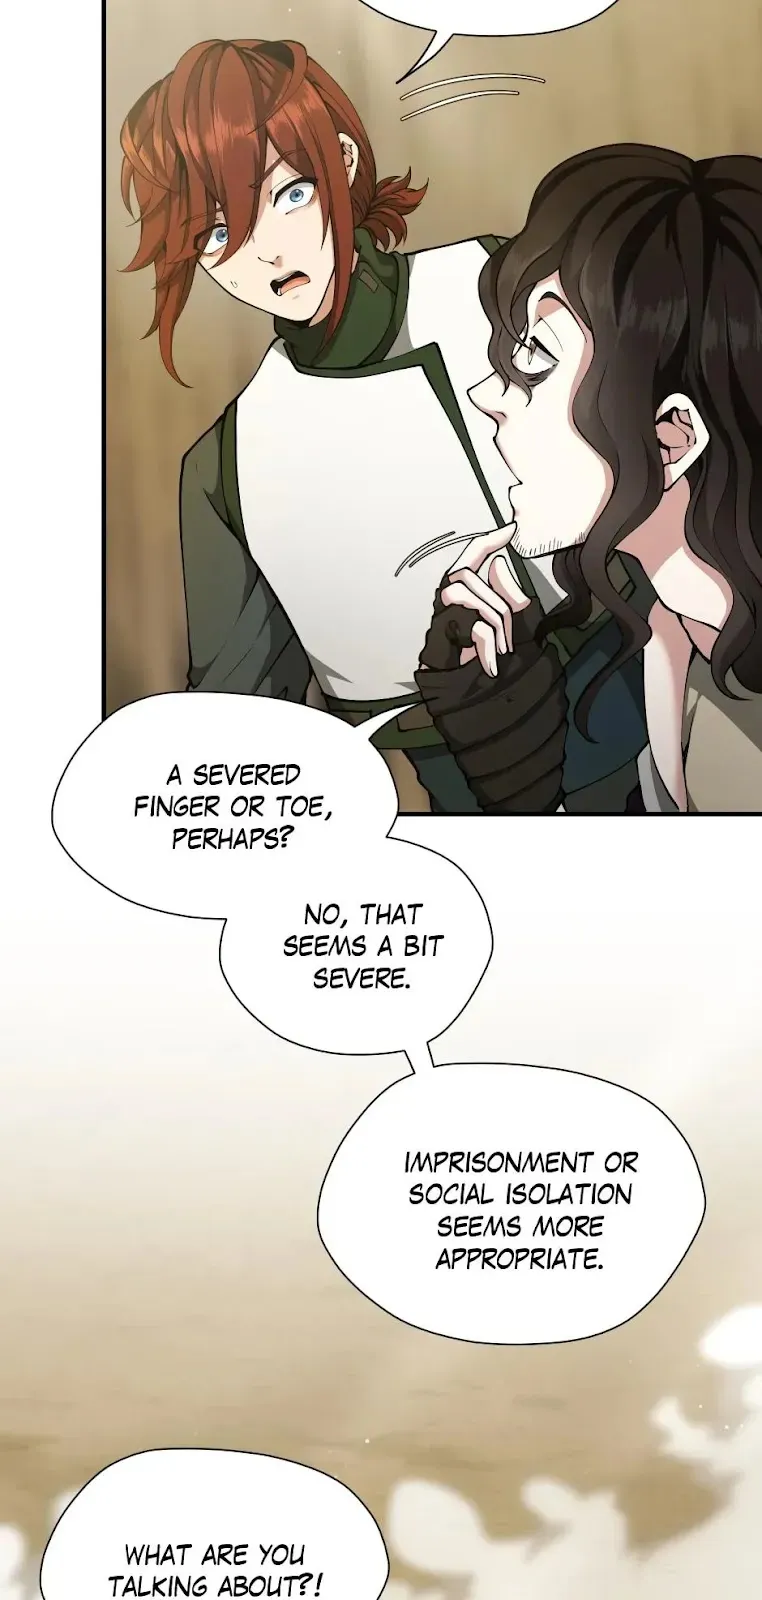 A SEVERED
FINGER OR TOE,
PERHAPS?
NO, THAT
SEEMS A BIT
SEVERE.
IMPRISONMENT OR
SOCIAL ISOLATION
SEEMS MORE
APPROPRIATE.
WHAT ARE YOU
TALKING ABOUT?!